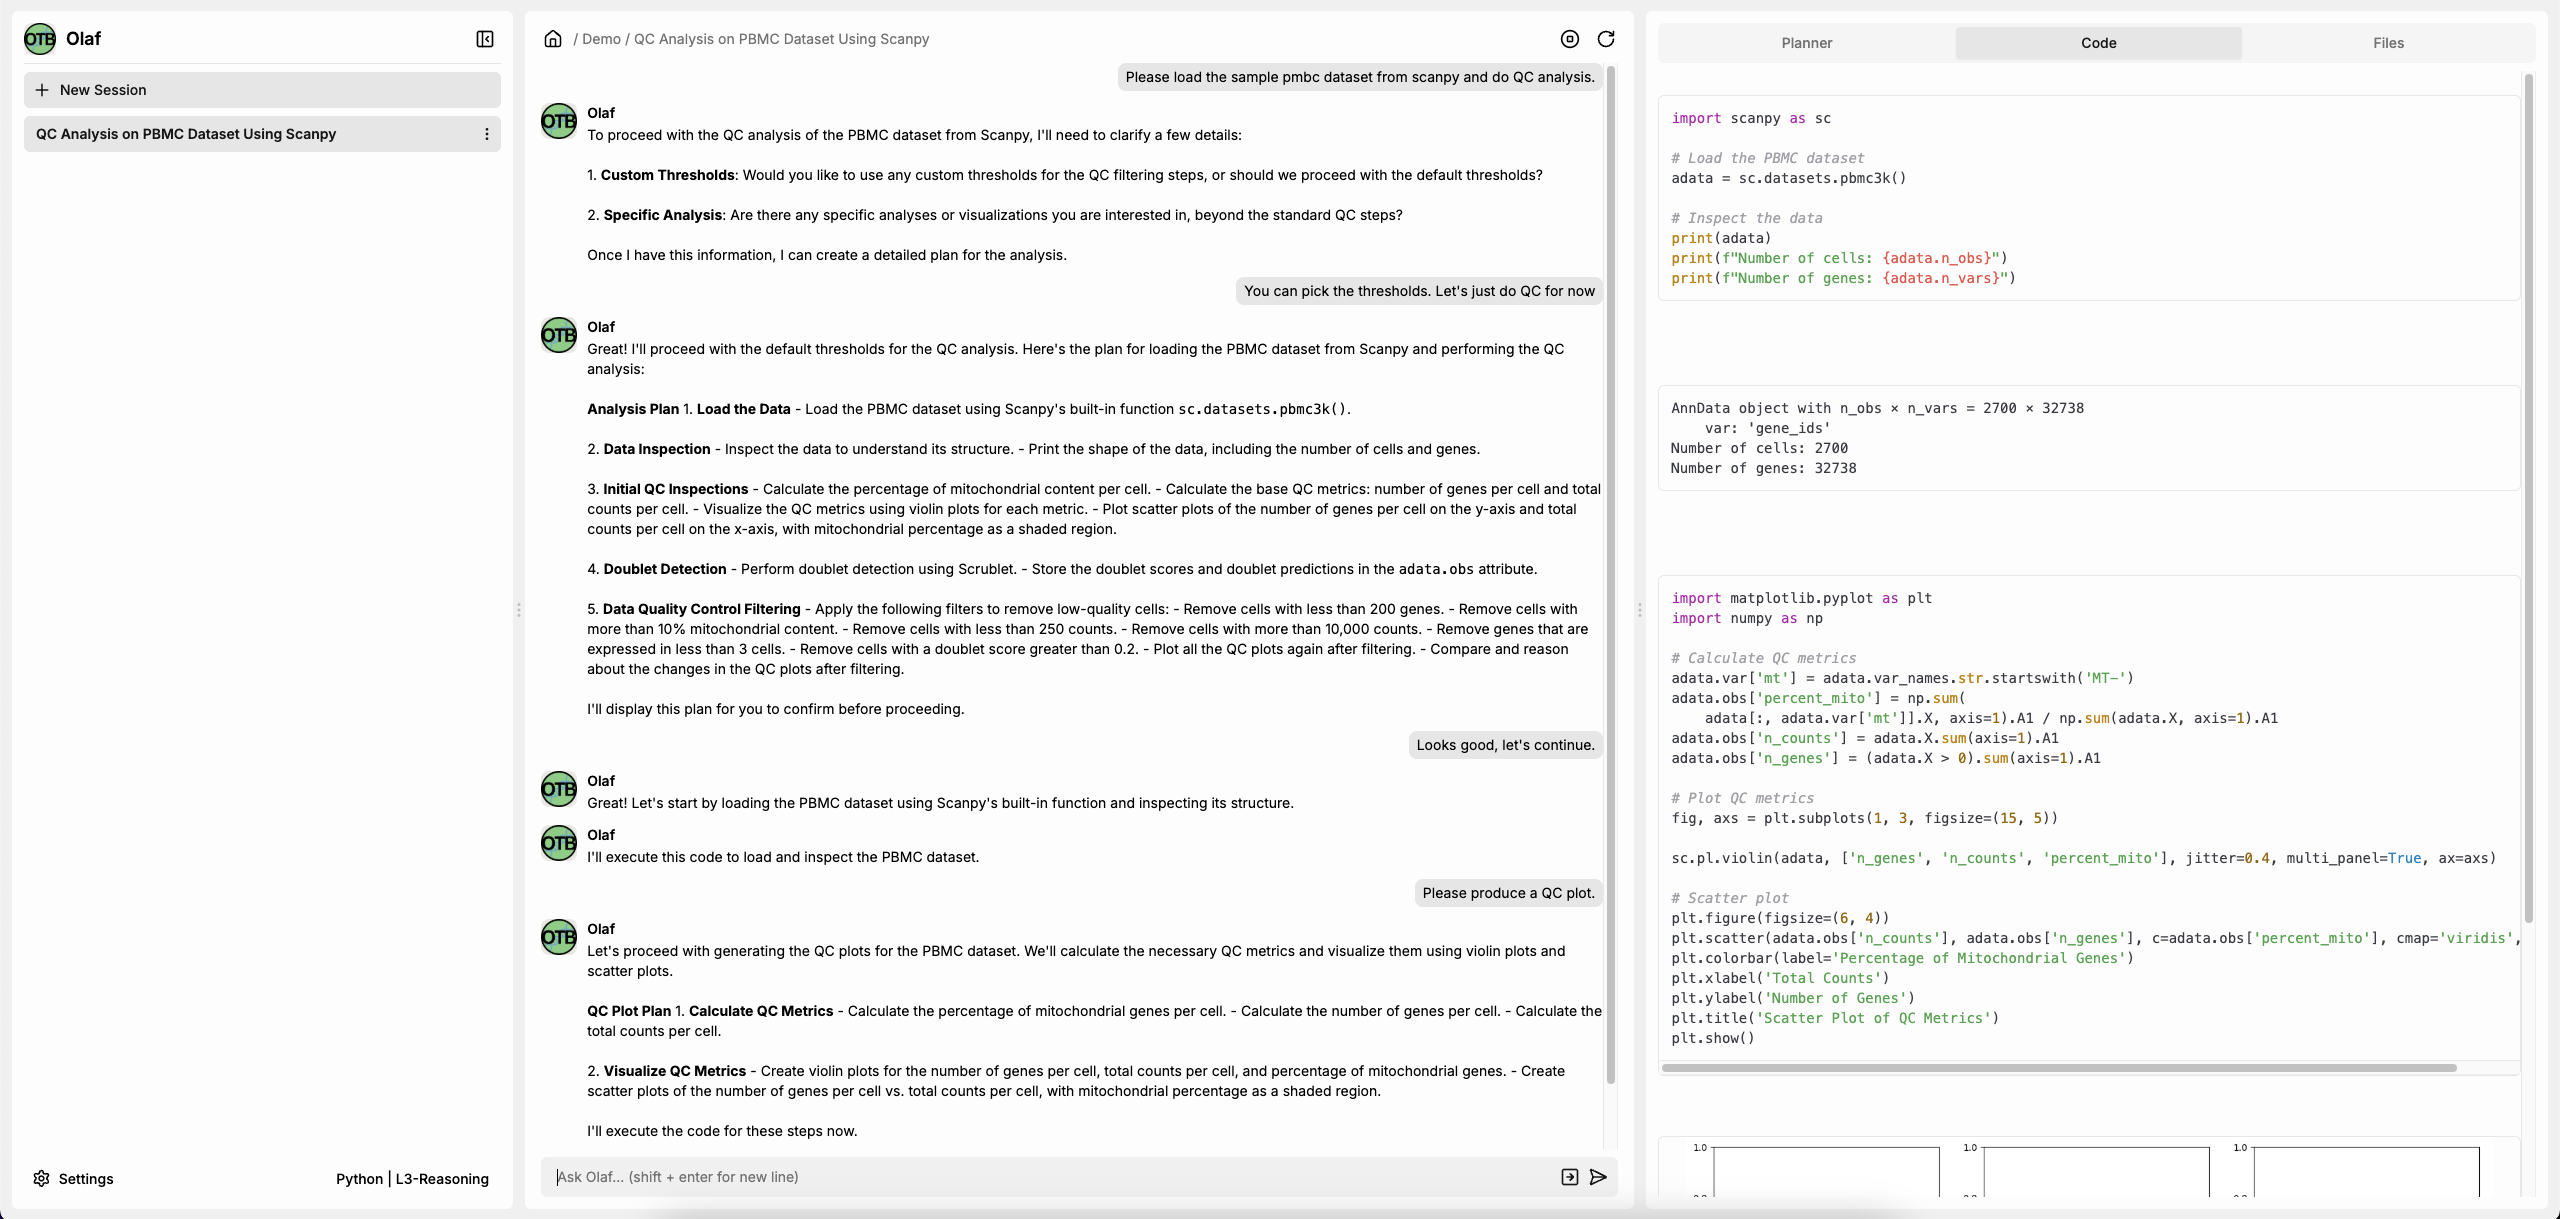 OTB Olaf
New Session
QC Analysis on PBMC Dataset Using Scanpy
Settings
Python | L3-Reasoning
/ Demo / QC Analysis on PBMC Dataset Using Scanpy
Please load the sample pmbc dataset from scanpy and do QC analysis.
OTB
Olaf
To proceed with the QC analysis of the PBMC dataset from Scanpy, I'll need to clarify a few details:
1. Custom Thresholds: Would you like to use any custom thresholds for the QC filtering steps, or should we proceed with the default thresholds?
2. Specific Analysis: Are there any specific analyses or visualizations you are interested in, beyond the standard QC steps?
Once I have this information, I can create a detailed plan for the analysis.
You can pick the thresholds. Let's just do QC for now
OTB
Olaf
Great! I'll proceed with the default thresholds for the QC analysis. Here's the plan for loading the PBMC dataset from Scanpy and performing the QC
analysis:
Analysis Plan 1. Load the Data - Load the PBMC dataset using Scanpy's built-in function sc.datasets.pbmc3k().
2. Data Inspection - Inspect the data to understand its structure. - Print the shape of the data, including the number of cells and genes.
3. Initial QC Inspections - Calculate the percentage of mitochondrial content per cell. - Calculate the base QC metrics: number of genes per cell and total
counts per cell. - Visualize the QC metrics using violin plots for each metric. - Plot scatter plots of the number of genes per cell on the y-axis and total
counts per cell on the x-axis, with mitochondrial percentage as a shaded region.
4. Doublet Detection - Perform doublet detection using Scrublet. - Store the doublet scores and doublet predictions in the adata.obs attribute.
5. Data Quality Control Filtering - Apply the following filters to remove low-quality cells: - Remove cells with less than 200 genes. - Remove cells with
more than 10% mitochondrial content. - Remove cells with less than 250 counts. - Remove cells with more than 10,000 counts. - Remove genes that are
expressed in less than 3 cells. - Remove cells with a doublet score greater than 0.2. - Plot all the QC plots again after filtering. - Compare and reason
about the changes in the QC plots after filtering.
I'll display this plan for you to confirm before proceeding.
Looks good, let's continue.
OTB
Olaf
Great! Let's start by loading the PBMC dataset using Scanpy's built-in function and inspecting its structure.
OTB
Olaf
I'll execute this code to load and inspect the PBMC dataset.
Please produce a QC plot.
OTB
Olaf
Let's proceed with generating the QC plots for the PBMC dataset. We'll calculate the necessary QC metrics and visualize them using violin plots and
scatter plots.
QC Plot Plan 1. Calculate QC Metrics - Calculate the percentage of mitochondrial genes per cell. - Calculate the number of genes per cell. - Calculate the
total counts per cell.
2. Visualize QC Metrics - Create violin plots for the number of genes per cell, total counts per cell, and percentage of mitochondrial genes. - Create
scatter plots of the number of genes per cell vs. total counts per cell, with mitochondrial percentage as a shaded region.
I'll execute the code for these steps now.
Ask Olaf... (shift + enter for new line)
Planner
Code
Files
import scanpy as sc
# Load the PBMC dataset
adata = sc.datasets.pbmc3k()
# Inspect the data
print(adata)
print(f"Number of cells: {adata.n_obs}")
print(f"Number of genes: {adata.n_vars}")
AnnData object with n_obs × n_vars = 2700 × 32738
    var: 'gene_ids'
Number of cells: 2700
Number of genes: 32738
import matplotlib.pyplot as plt
import numpy as np
# Calculate QC metrics
adata.var['mt'] = adata.var_names.str.startswith('MT-')
adata.obs['percent_mito'] = np.sum(
    adata[:, adata.var['mt']].X, axis=1).A1 / np.sum(adata.X, axis=1).A1
adata.obs['n_counts'] = adata.X.sum(axis=1).A1
adata.obs['n_genes'] = (adata.X > 0).sum(axis=1).A1
# Plot QC metrics
fig, axs = plt.subplots(1, 3, figsize=(15, 5))
sc.pl.violin(adata, ['n_genes', 'n_counts', 'percent_mito'], jitter=0.4, multi_panel=True, ax=axs)
# Scatter plot
plt.figure(figsize=(6, 4))
plt.scatter(adata.obs['n_counts'], adata.obs['n_genes'], c=adata.obs['percent_mito'], cmap='viridis',
plt.colorbar(label='Percentage of Mitochondrial Genes')
plt.xlabel('Total Counts')
plt.ylabel('Number of Genes')
plt.title('Scatter Plot of QC Metrics')
plt.show()
1.0 1.0 1.0